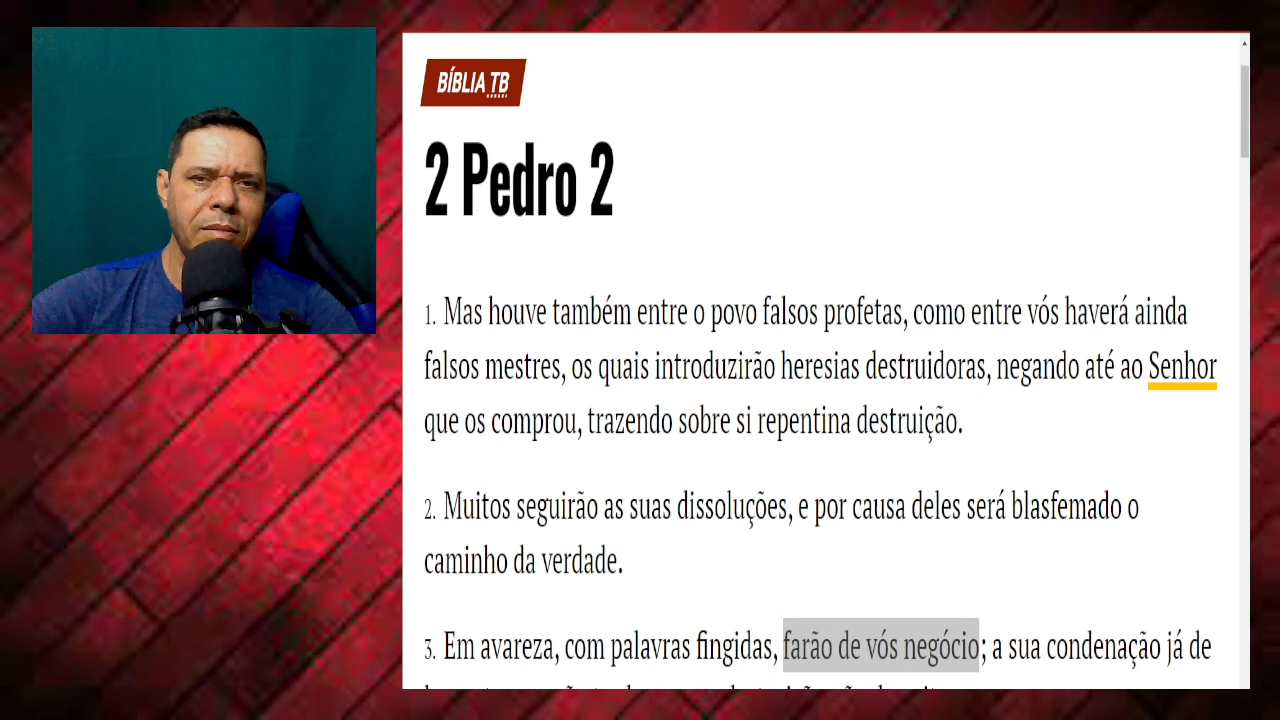 BÍBLIA TB
2 Pedro 2
1. Mas houve também entre o povo falsos profetas, como entre vós haverá ainda
falsos mestres, os quais introduzirão heresias destruidoras, negando até ao Senhor
que os comprou, trazendo sobre si repentina destruição.
2. Muitos seguirão as suas dissoluções, e por causa deles será blasfemado o
caminho da verdade.
3. Em avareza, com palavras fingidas, farão de vós negócio; a sua condenação já de